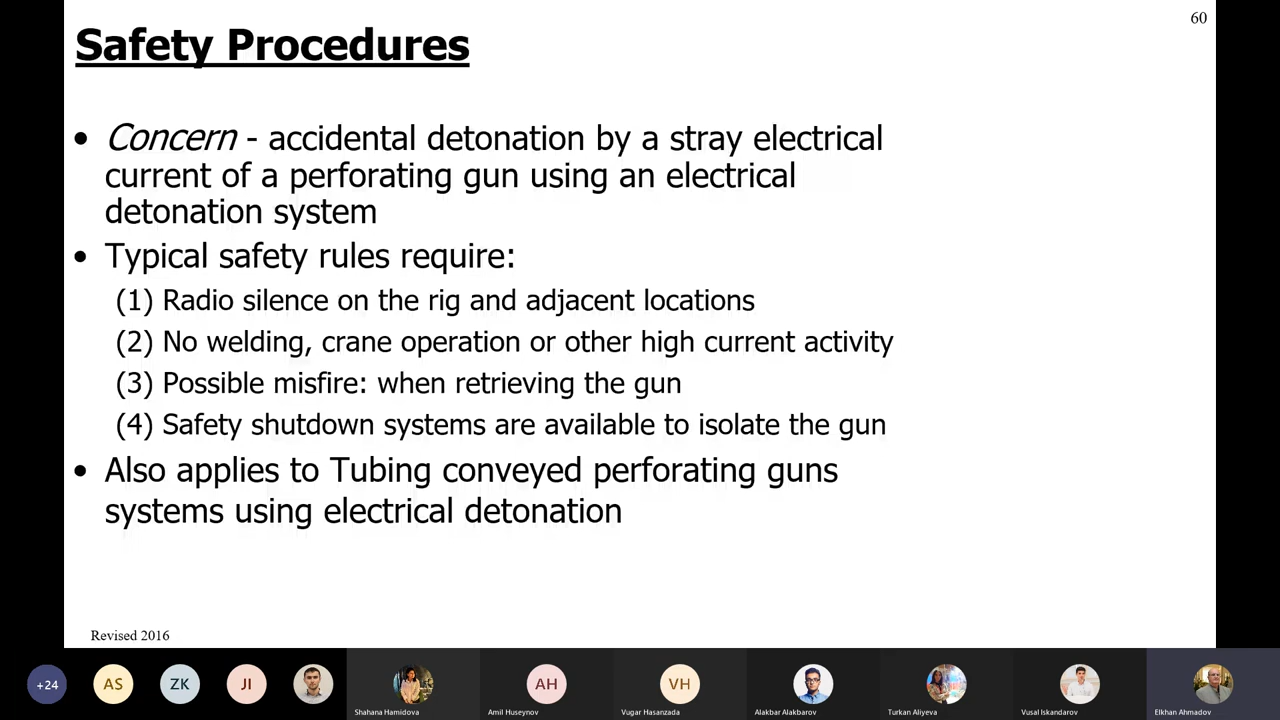 60
Safety Procedures
• Concern - accidental detonation by a stray electrical
current of a perforating gun using an electrical
detonation system
• Typical safety rules require:
(1) Radio silence on the rig and adjacent locations
(2) No welding, crane operation or other high current activity
(3) Possible misfire: when retrieving the gun
(4) Safety shutdown systems are available to isolate the gun
• Also applies to Tubing conveyed perforating guns
systems using electrical detonation
Revised 2016
+24 AS ZK JI AH VH
Shahana Hamidova Amil Huseynov Vugar Hasanzada Alakbar Alakbarov Turkan Aliyeva Vusal Iskandarov Elkhan Ahmadov